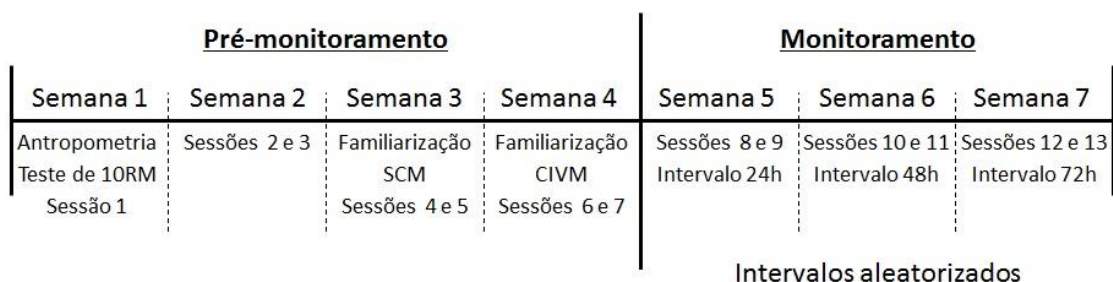 Pré-monitoramento
Monitoramento
Semana 1
Semana 2
Semana 3
Semana 4
Semana 5
Semana 6
Semana 7
Antropometria
Teste de 10RM
Sessão 1
Sessões 2 e 3
Familiarização
SCM
Sessões 4 e 5
Familiarização
CIVM
Sessões 6 e 7
Sessões 8 e 9
Intervalo 24h
Sessões 10 e 11
Intervalo 48h
Sessões 12 e 13
Intervalo 72h
Intervalos aleatorizados